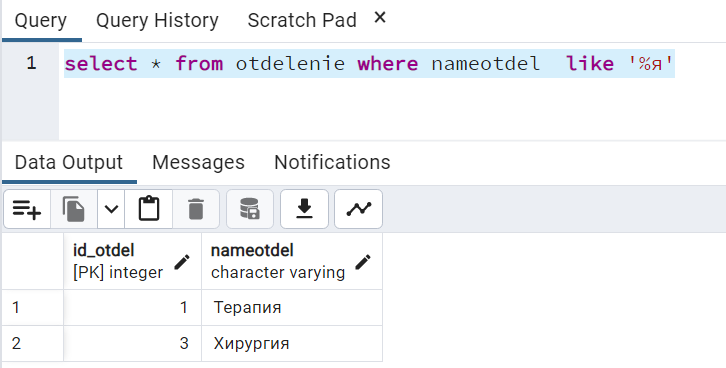 Query Query History Scratch Pad ×
1 select * from otdelenie where nameotdel  like '%я'
Data Output Messages Notifications
id_otdel nameotdel
[PK] integer character varying
1 1 Терапия
2 3 Хирургия